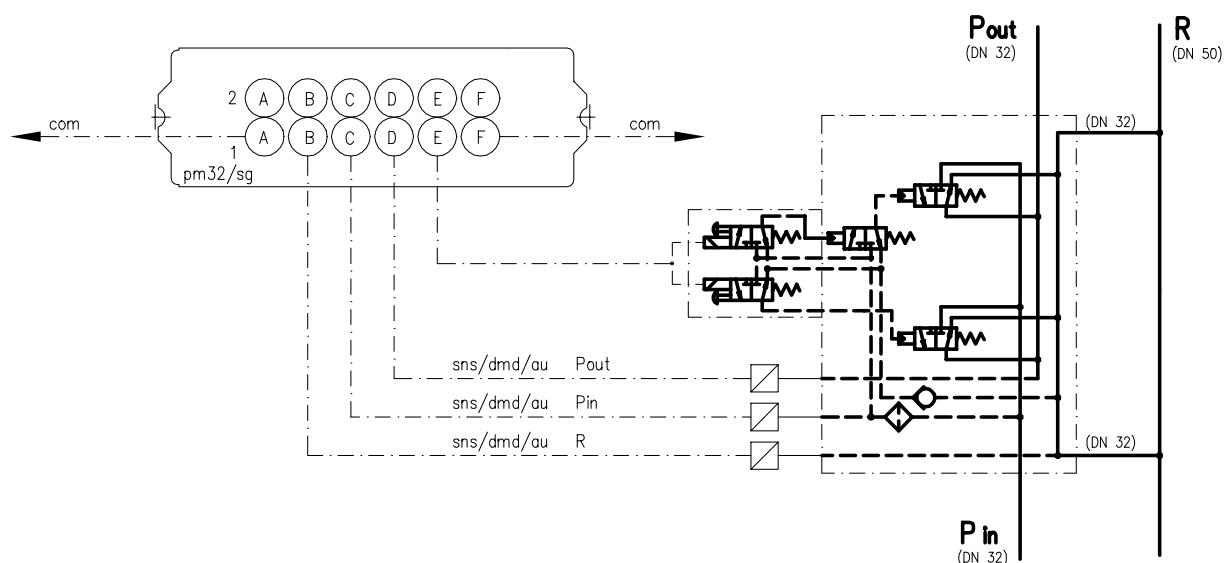 Pout
(DN 32)
R
(DN 50)
2 A B C D E F
com A B C D E F com
1
pm32/sg
(DN 32)
sns/dmd/au Pout
sns/dmd/au Pin
sns/dmd/au R
(DN 32)
P in
(DN 32)